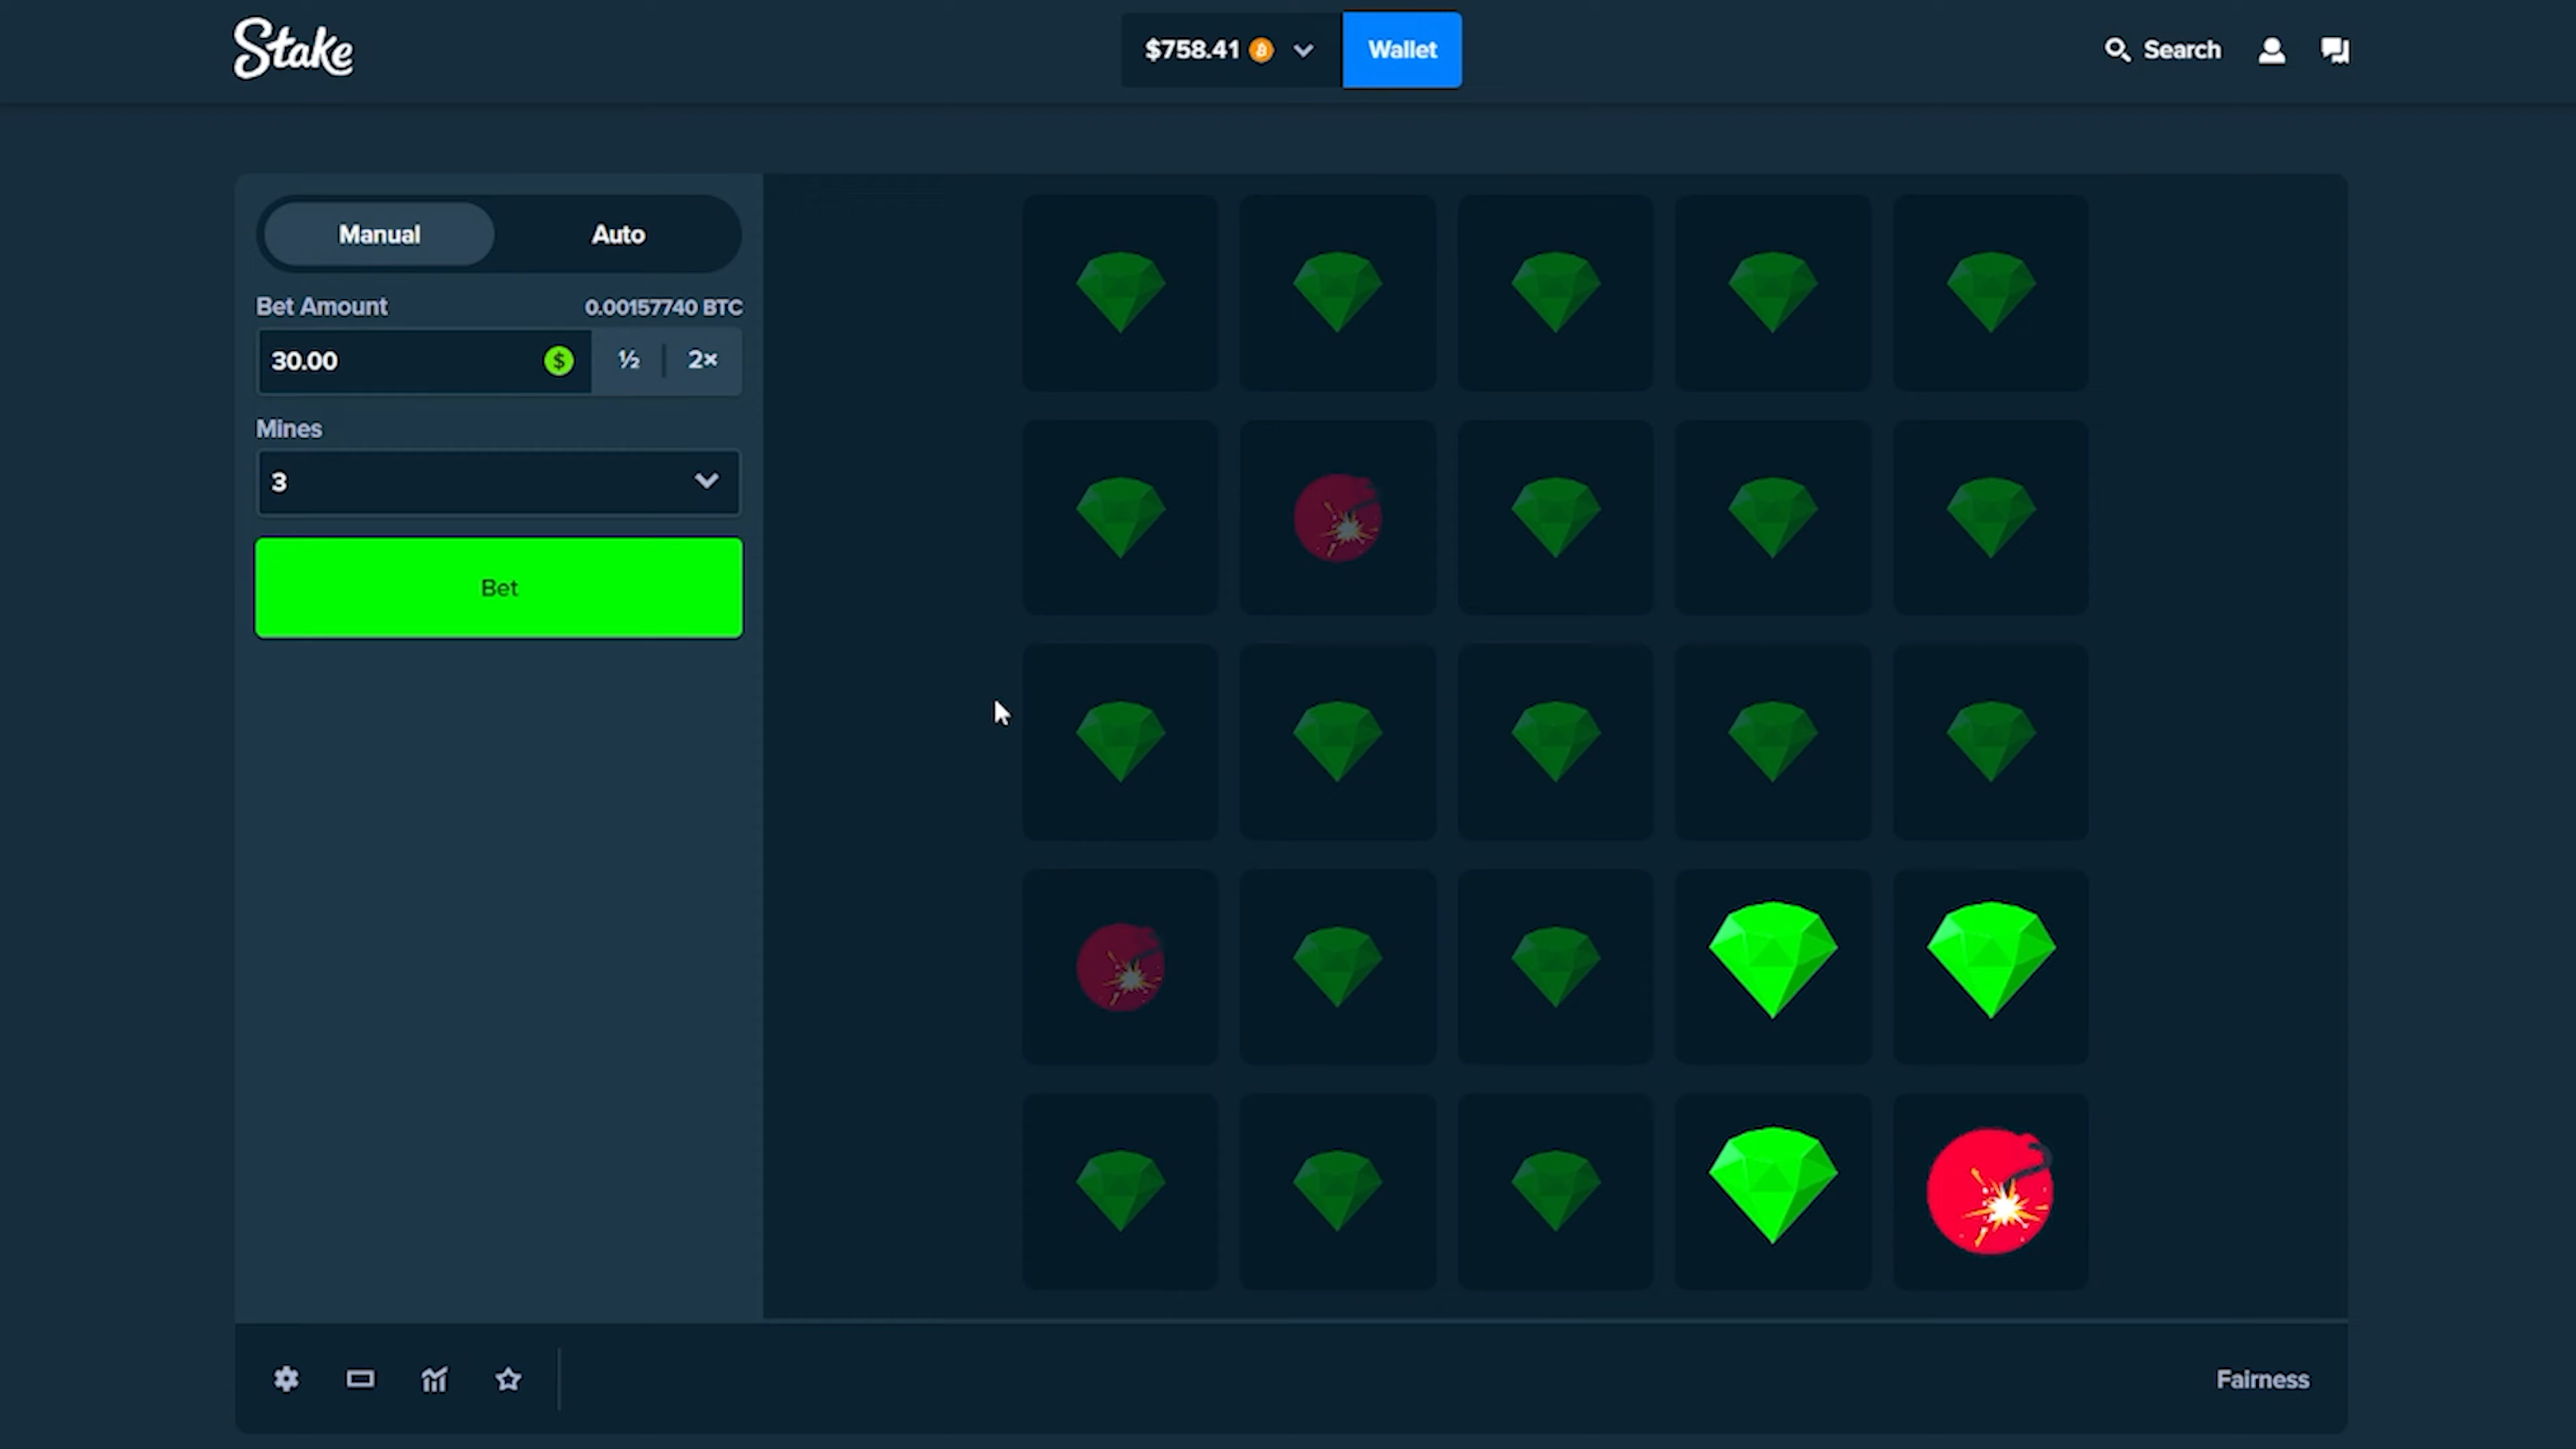 Stake
$758.41
Wallet
Search
Manual
Auto
Bet Amount
0.00157740 BTC
30.00
$
½
2×
Mines
3
Bet
Fairness